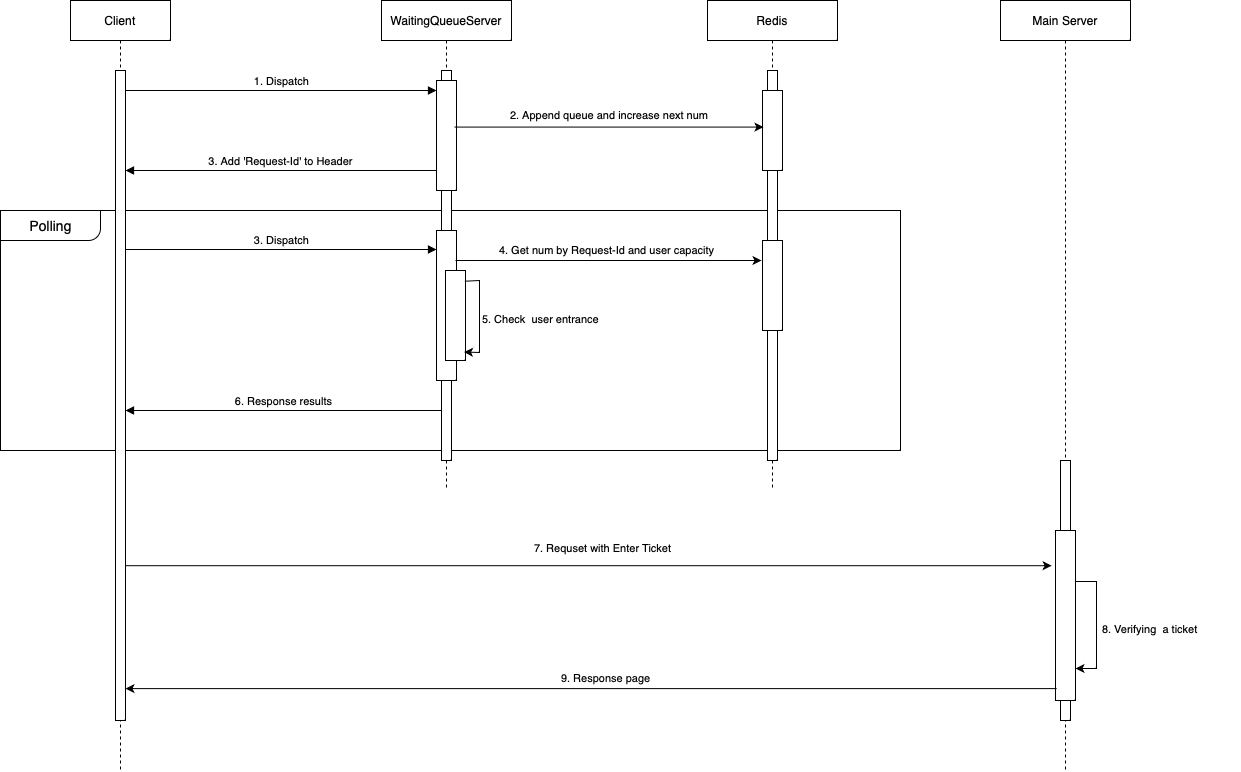 Client
WaitingQueueServer
Redis
Main Server
1. Dispatch
2. Append queue and increase next num
3. Add 'Request-Id' to Header
Polling
3. Dispatch
4. Get num by Request-Id and user capacity
5. Check  user entrance
6. Response results
7. Requset with Enter Ticket
8. Verifying  a ticket
9. Response page